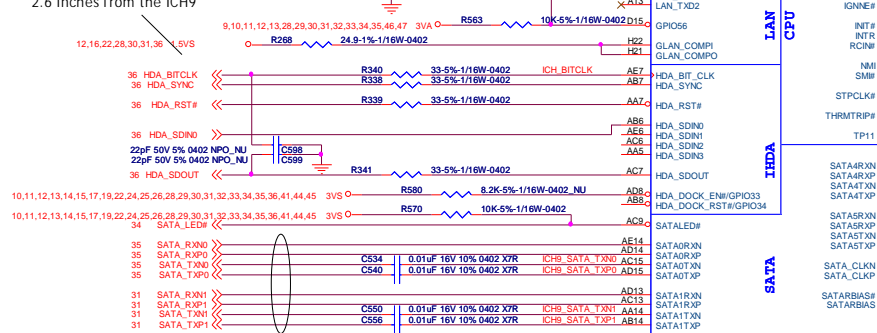 2.6 Inches from the ICH9
9,10,11,12,13,28,29,30,31,32,33,34,35,46,47 3VA R563 10K-5%-1/16W-0402 D15 GPIO56
A13 LAN_TXD2
12,16,22,28,30,31,36 1,5VS R268 24.9-1%-1/16W-0402 H22 GLAN_COMPI
H21 GLAN_COMPO
LAN
CPU
IGNNE#
INIT#
INTR
RCIN#
NMI
SMI#
STPCLK#
THRMTRIP#
TP11
36 HDA_BITCLK R340 33-5%-1/16W-0402 ICH_BITCLK AE7 HDA_BIT_CLK
36 HDA_SYNC R338 33-5%-1/16W-0402 AB7 HDA_SYNC
36 HDA_RST# R339 33-5%-1/16W-0402 AA7 HDA_RST#
36 HDA_SDIN0 AB6 HDA_SDIN0
AE6 HDA_SDIN1
AC6 HDA_SDIN2
AA5 HDA_SDIN3
22pF 50V 5% 0402 NPO_NU C598
22pF 50V 5% 0402 NPO_NU C599
36 HDA_SDOUT R341 33-5%-1/16W-0402 AC7 HDA_SDOUT
IHDA
10,11,12,13,14,15,17,19,22,24,25,26,28,29,30,31,32,33,34,35,36,41,44,45 3VS R580 8.2K-5%-1/16W-0402_NU AD8 HDA_DOCK_EN#/GPIO33
AB8 HDA_DOCK_RST#/GPIO34
10,11,12,13,14,15,17,19,22,24,25,26,28,29,30,31,32,33,34,35,36,41,44,45 3VS R570 10K-5%-1/16W-0402
34 SATA_LED# AC9 SATALED#
35 SATA_RXN0 AE14 SATA0RXN
35 SATA_RXP0 AD14 SATA0RXP
35 SATA_TXN0 C534 0.01uF 16V 10% 0402 X7R ICH9_SATA_TXN0 AC15 SATA0TXN
35 SATA_TXP0 C540 0.01uF 16V 10% 0402 X7R ICH9_SATA_TXP0 AD15 SATA0TXP
31 SATA_RXN1 AD13 SATA1RXN
31 SATA_RXP1 AC13 SATA1RXP
31 SATA_TXN1 C550 0.01uF 16V 10% 0402 X7R ICH9_SATA_TXN1 AA14 SATA1TXN
31 SATA_TXP1 C556 0.01uF 16V 10% 0402 X7R ICH9_SATA_TXP1 AB14 SATA1TXP
SATA
SATA4RXN
SATA4RXP
SATA4TXN
SATA4TXP
SATA5RXN
SATA5RXP
SATA5TXN
SATA5TXP
SATA_CLKN
SATA_CLKP
SATARBIAS#
SATARBIAS